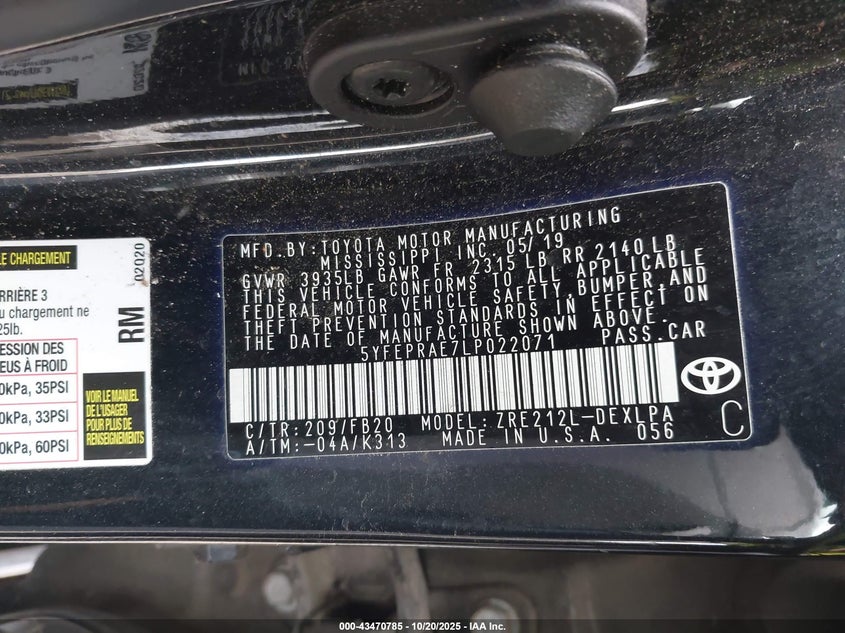 LE CHARGEMENT
RRIÈRE 3
u chargement ne
25lb.
RM
02Q20
ESSION DES
EUS À FROID
0kPa, 35PSI
0kPa, 33PSI
0kPa, 60PSI
VOIR LE MANUEL
DE L'USAGER
POUR PLUS DE
RENSEIGNEMENTS
MFD.BY:TOYOTA MOTOR MANUFACTURING
MISSISSIPPI INC.05/19
GVWR 3935LB GAWR FR 2315 LB RR 2140 LB
THIS VEHICLE CONFORMS TO ALL APPLICABLE
FEDERAL MOTOR VEHICLE SAFETY, BUMPER, AND
THEFT PREVENTION STANDARDS IN EFFECT ON
THE DATE OF MANUFACTURE SHOWN ABOVE.
5YFEPRAE7LP022071 PASS.CAR
C/TR:209/FB20 MODEL:ZRE212L-DEXLPA
A/TM:-04A/K313 MADE IN U.S.A. 056
C
000-43470785 - 10/20/2025 - IAA Inc.